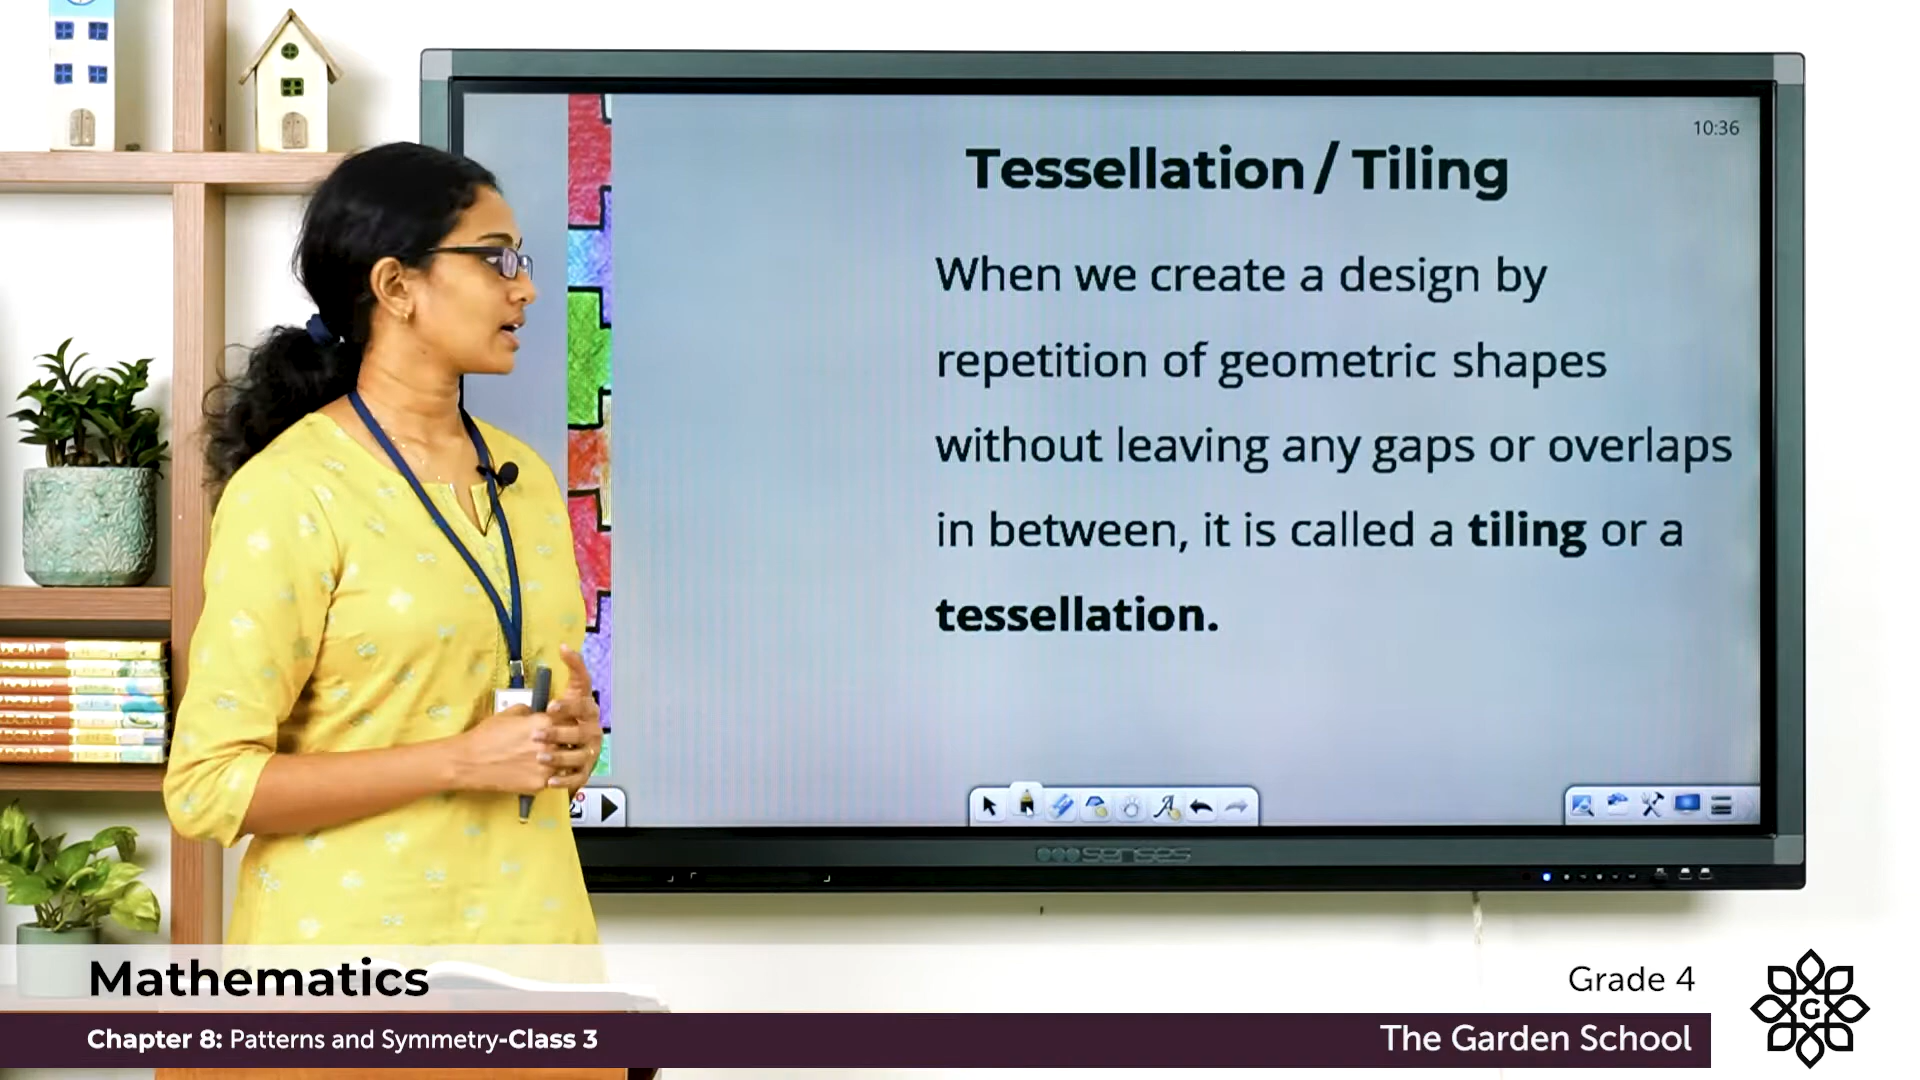 10:36
Tessellation / Tiling
When we create a design by
repetition of geometric shapes
without leaving any gaps or overlaps
in between, it is called a tiling or a
tessellation.
senses
Mathematics
Grade 4
Chapter 8: Patterns and Symmetry-Class 3
The Garden School
G